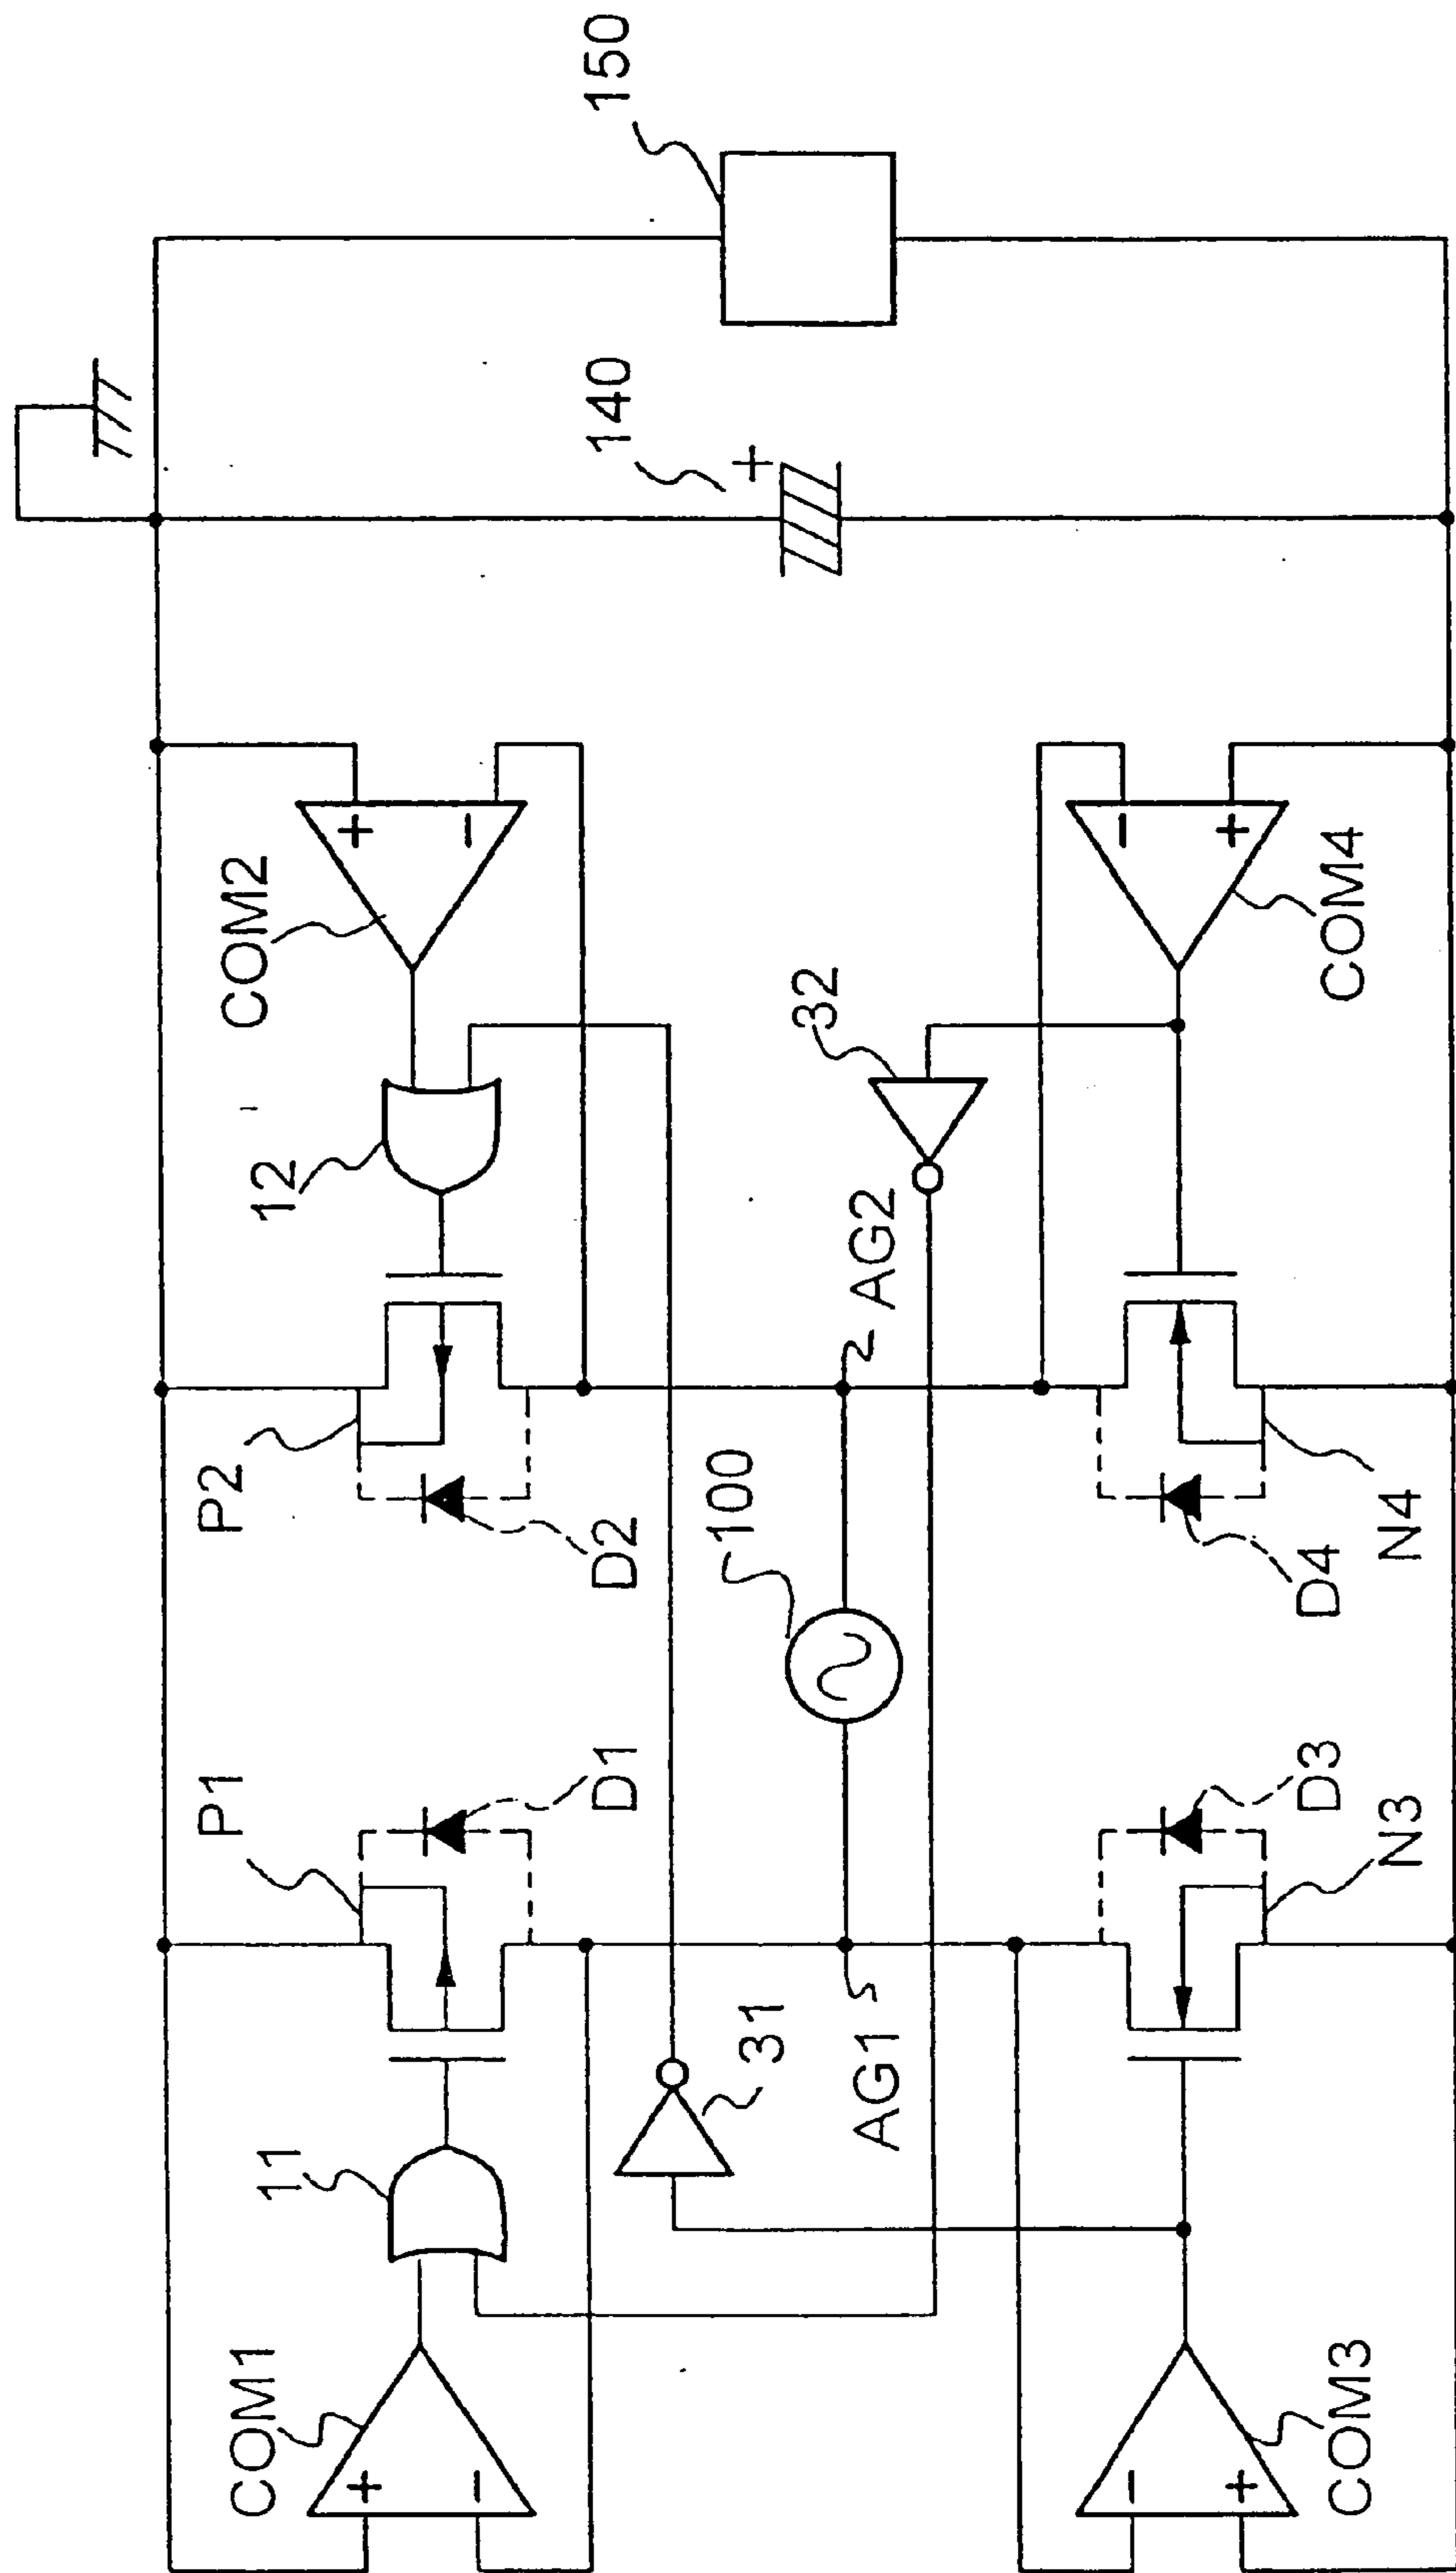 COM1
+
−
11
P1
D1
P2
D2
12
COM2
+
−
31
AG1
100
AG2
32
140
+
150
COM3
−
+
N3
D3
N4
D4
COM4
−
+